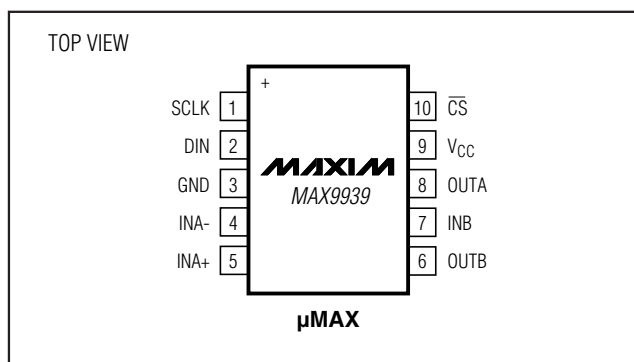 TOP VIEW
+
SCLK 1
DIN 2
GND 3
INA- 4
INA+ 5
10 C̅S̅
9 VCC
8 OUTA
7 INB
6 OUTB
MAXIM
MAX9939
µMAX